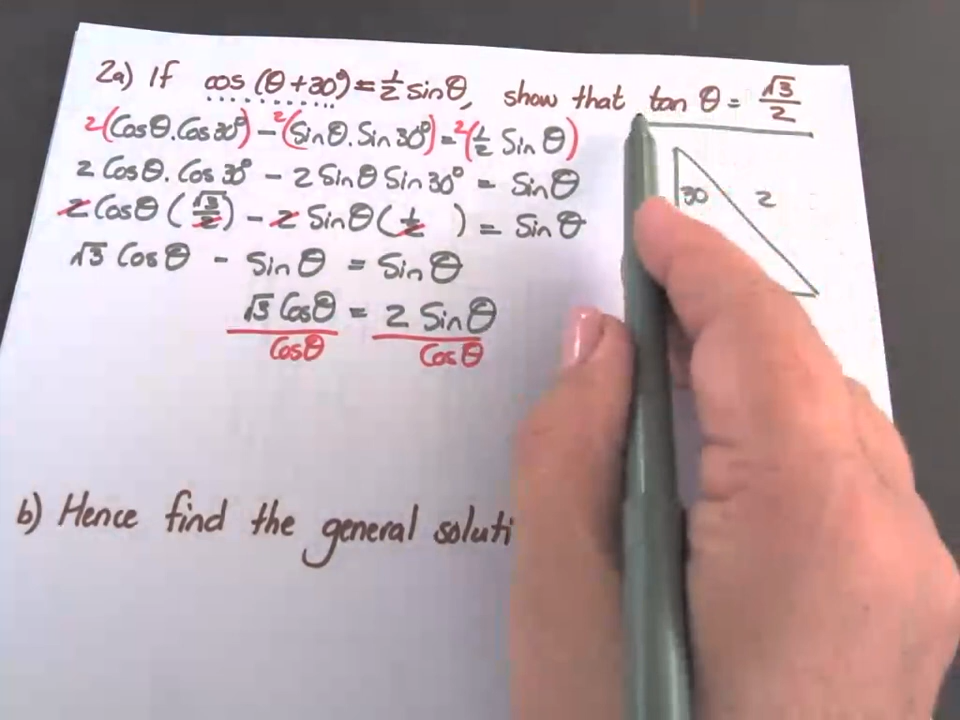 2a) If cos (θ+30°) = 1/2 sinθ, show that tan θ = √3/2
2(Cosθ.Cos30°) - 2(Sinθ.Sin30°) = 2(1/2 Sinθ)
2 Cosθ.Cos30° - 2 Sinθ Sin30° = Sinθ
2 Cosθ (√3/2) - 2 Sinθ (1/2) = Sinθ
√3 Cosθ - Sinθ = Sinθ
√3 Cosθ = 2 Sinθ
Cosθ Cosθ
30 2
b) Hence find the general soluti